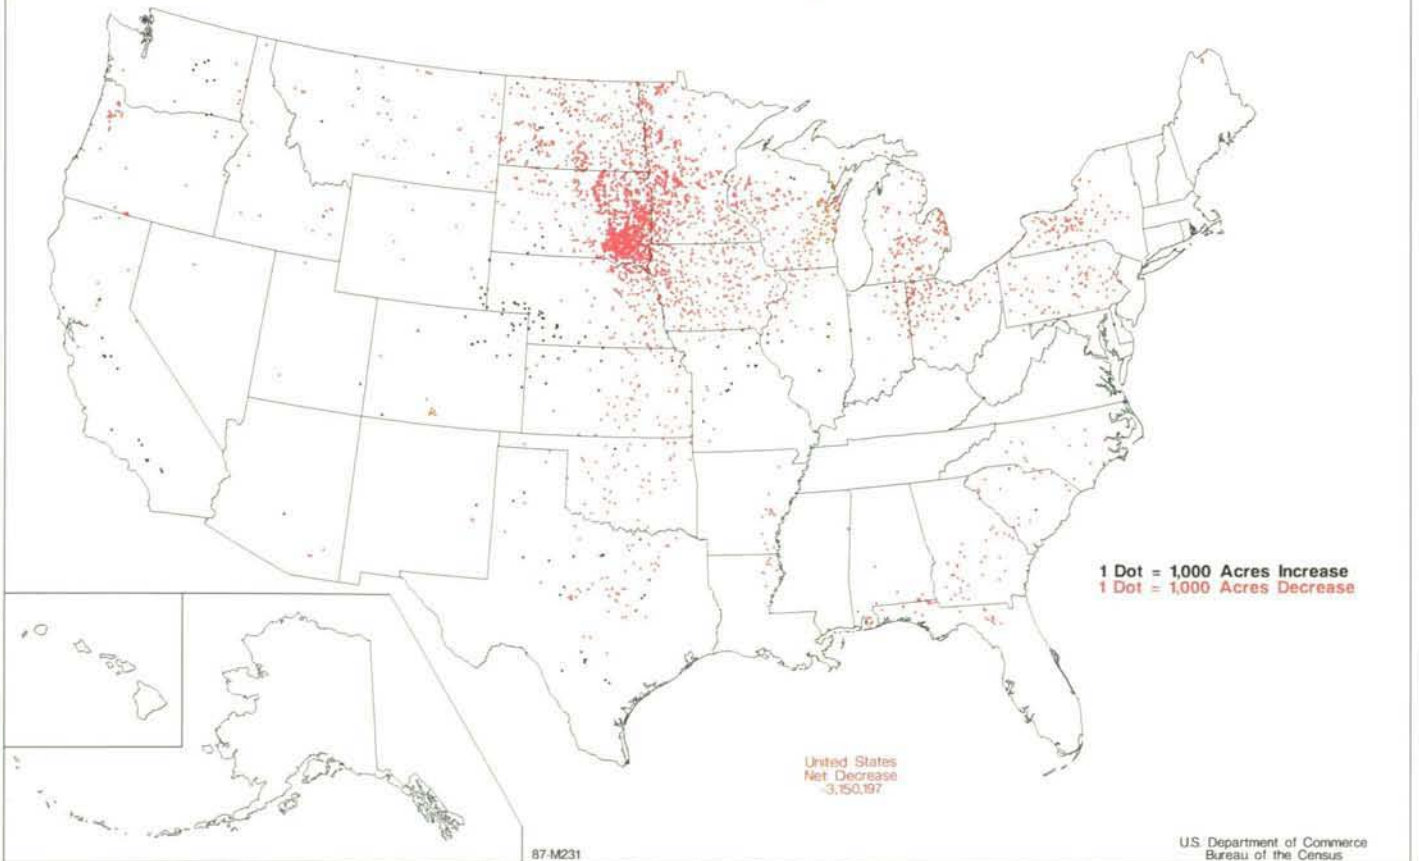 1 Dot = 1,000 Acres Increase
1 Dot = 1,000 Acres Decrease
United States
Net Decrease
-3,150,197
87-M231
U.S. Department of Commerce
Bureau of the Census